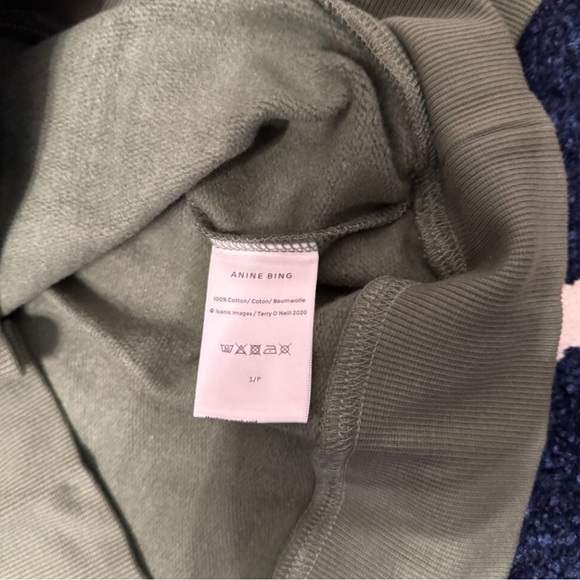 ANINE BING
100% Cotton/ Coton/ Baumwolle
© Iconic Images / Terry O'Neill 2020
S/P